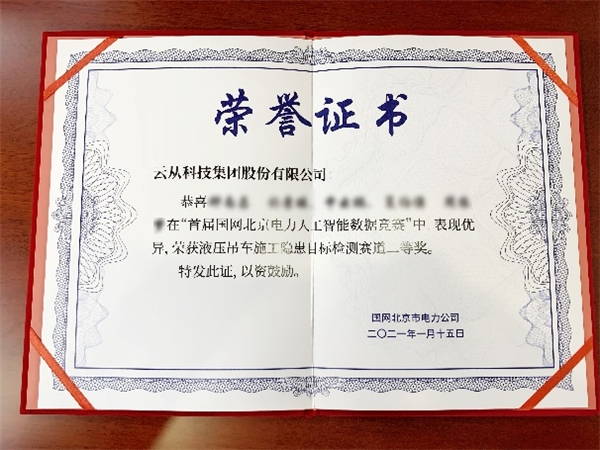 荣誉证书
云从科技集团股份有限公司
恭喜
在“首届国网北京电力人工智能数据竞赛”中,表现优
异,荣获液压吊车施工隐患目标检测赛道二等奖。
特发此证,以资鼓励。
国网北京市电力公司
二〇二一年一月十五日